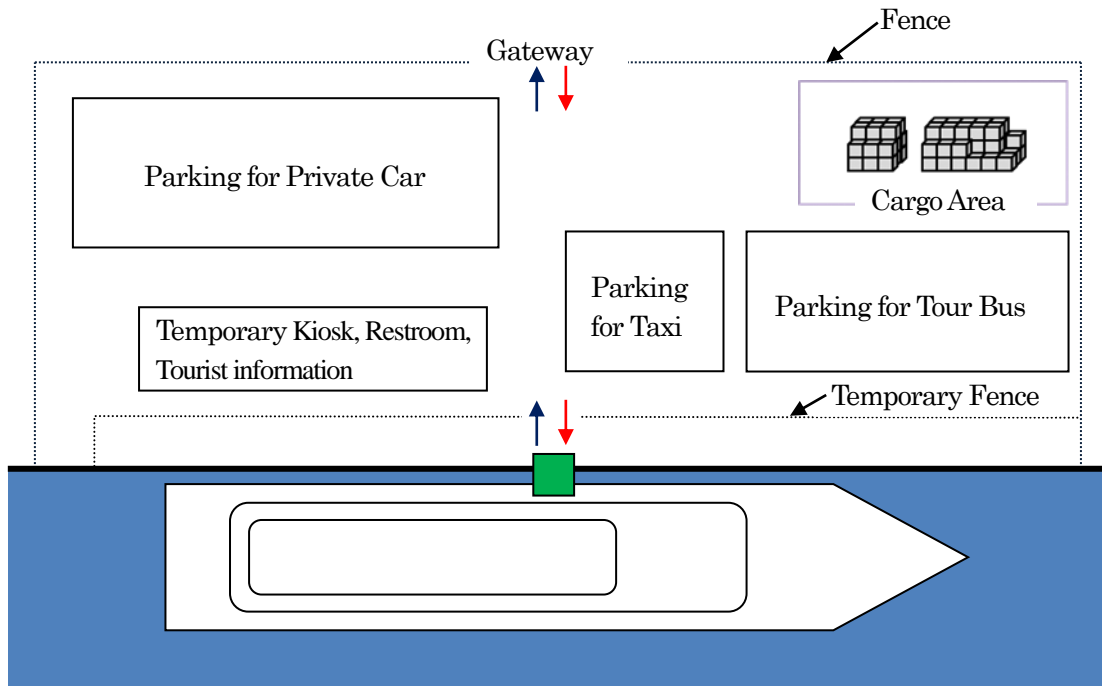 Fence
Gateway
Parking for Private Car
Cargo Area
Parking
for Taxi
Parking for Tour Bus
Temporary Kiosk, Restroom,
Tourist information
Temporary Fence